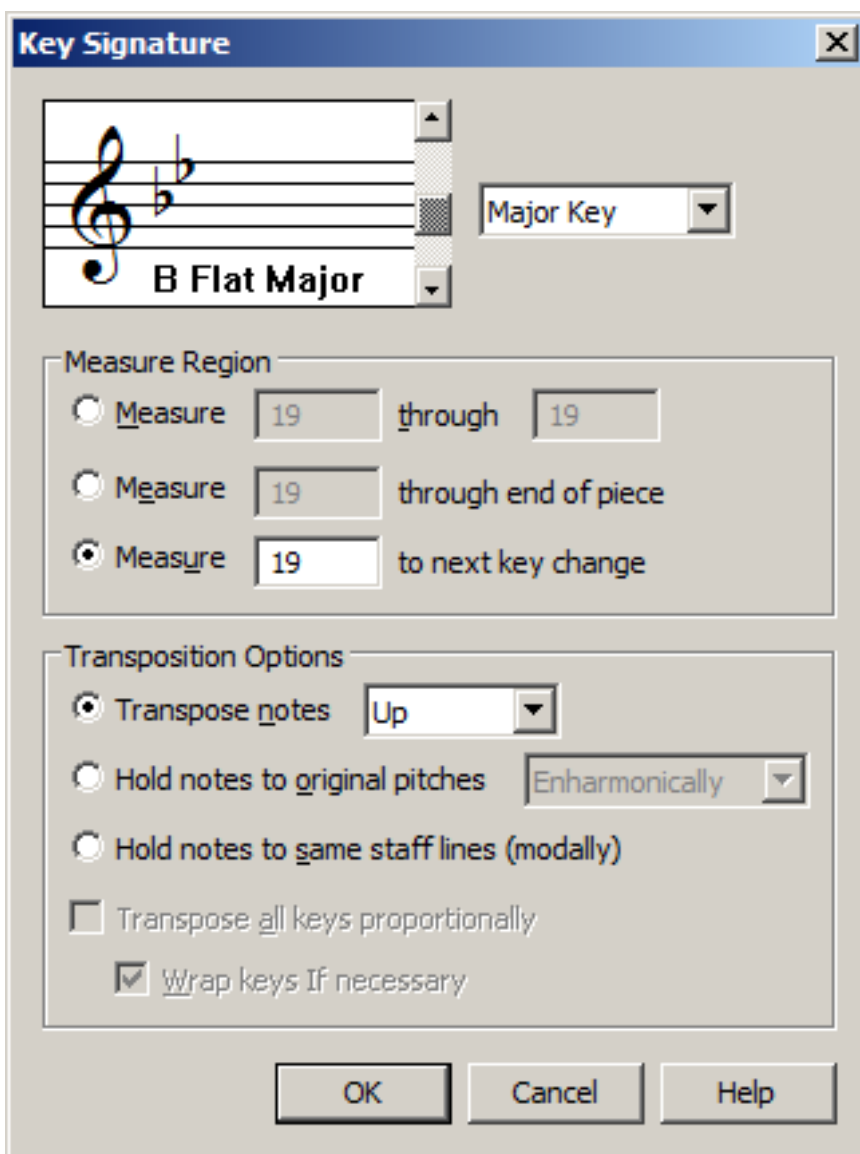 Key Signature
B Flat Major
Major Key
Measure Region
Measure 19 through 19
Measure 19 through end of piece
Measure 19 to next key change
Transposition Options
Transpose notes Up
Hold notes to original pitches Enharmonically
Hold notes to same staff lines (modally)
Transpose all keys proportionally
Wrap keys If necessary
OK Cancel Help